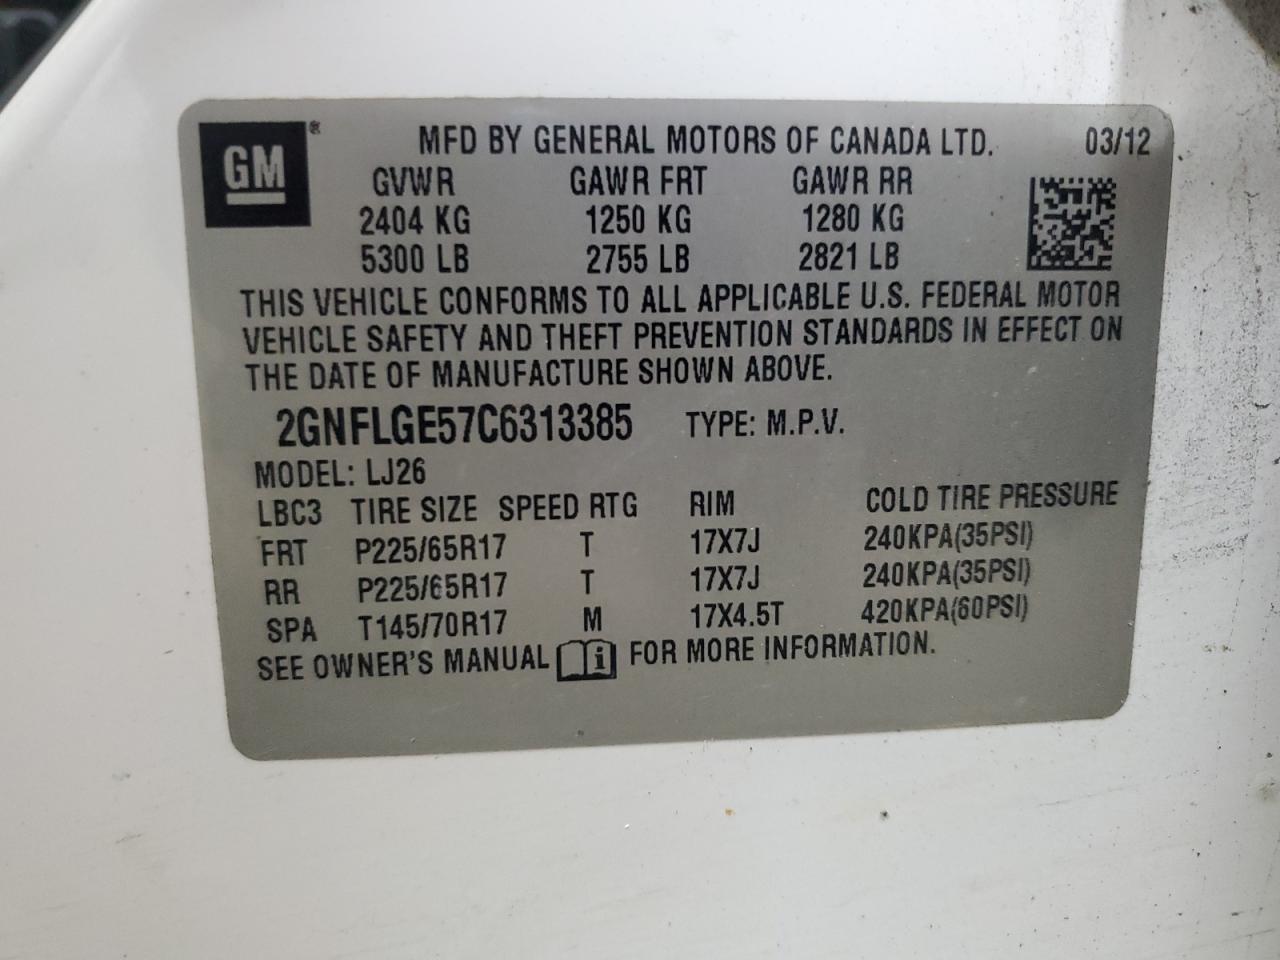 GM ® MFD BY GENERAL MOTORS OF CANADA LTD. 03/12
GVWR GAWR FRT GAWR RR
2404 KG 1250 KG 1280 KG
5300 LB 2755 LB 2821 LB
THIS VEHICLE CONFORMS TO ALL APPLICABLE U.S. FEDERAL MOTOR
VEHICLE SAFETY AND THEFT PREVENTION STANDARDS IN EFFECT ON
THE DATE OF MANUFACTURE SHOWN ABOVE.
2GNFLGE57C6313385 TYPE: M.P.V.
MODEL: LJ26
LBC3 TIRE SIZE SPEED RTG RIM COLD TIRE PRESSURE
FRT P225/65R17 T 17X7J 240KPA(35PSI)
RR P225/65R17 T 17X7J 240KPA(35PSI)
SPA T145/70R17 M 17X4.5T 420KPA(60PSI)
SEE OWNER'S MANUAL i FOR MORE INFORMATION.